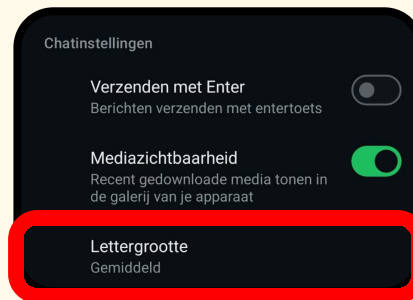 Chatinstellingen
Verzenden met Enter
Berichten verzenden met entertoets
Mediazichtbaarheid
Recent gedownloade media tonen in
de galerij van je apparaat
Lettergrootte
Gemiddeld